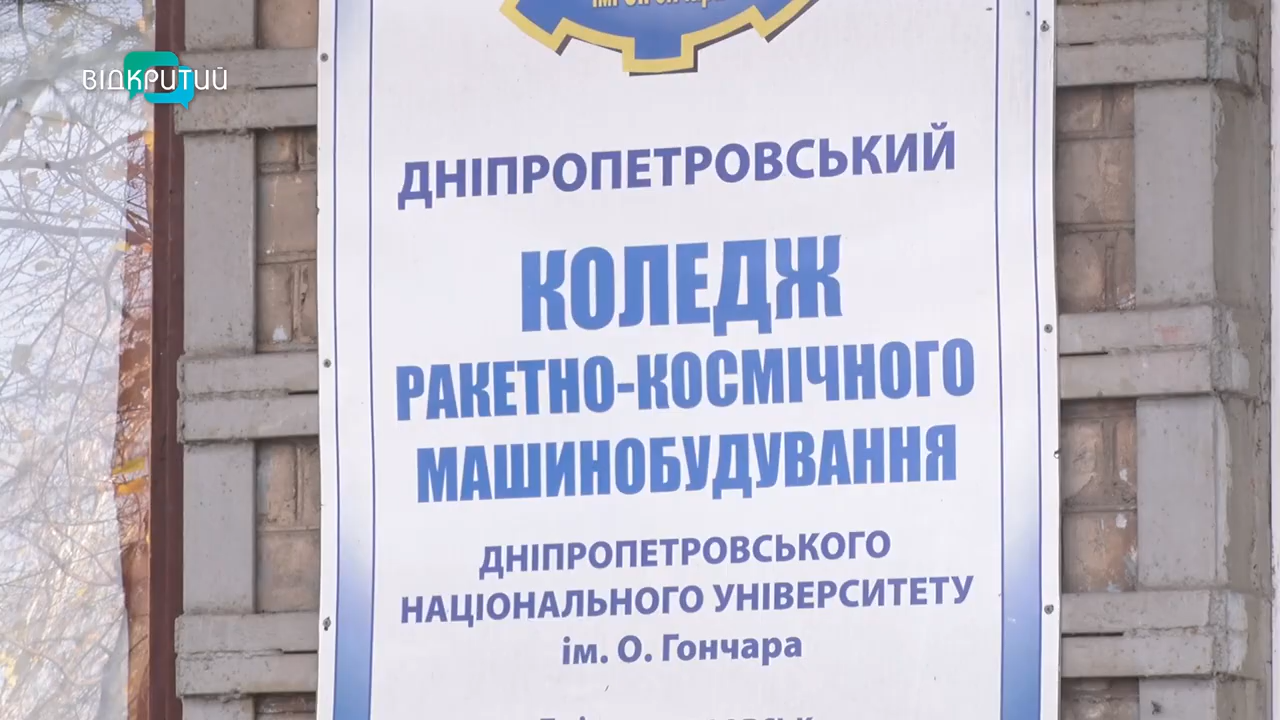 ВІДКРИТИЙ
ДНІПРОПЕТРОВСЬКИЙ
КОЛЕДЖ
РАКЕТНО-КОСМІЧНОГО
МАШИНОБУДУВАННЯ
ДНІПРОПЕТРОВСЬКОГО
НАЦІОНАЛЬНОГО УНІВЕРСИТЕТУ
ім. О. Гончара